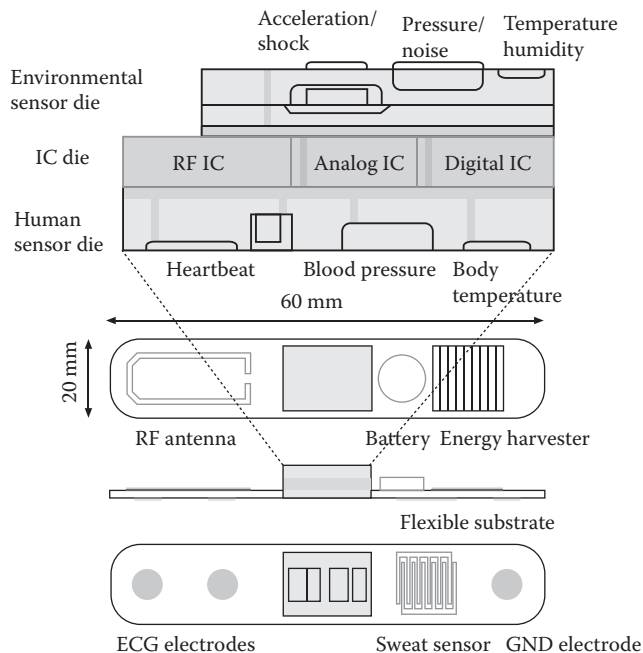 Acceleration/
shock
Pressure/
noise
Temperature
humidity
Environmental
sensor die
IC die
RF IC
Analog IC
Digital IC
Human
sensor die
Heartbeat
Blood pressure
Body
temperature
60 mm
20 mm
RF antenna
Battery
Energy harvester
Flexible substrate
ECG electrodes
Sweat sensor
GND electrode